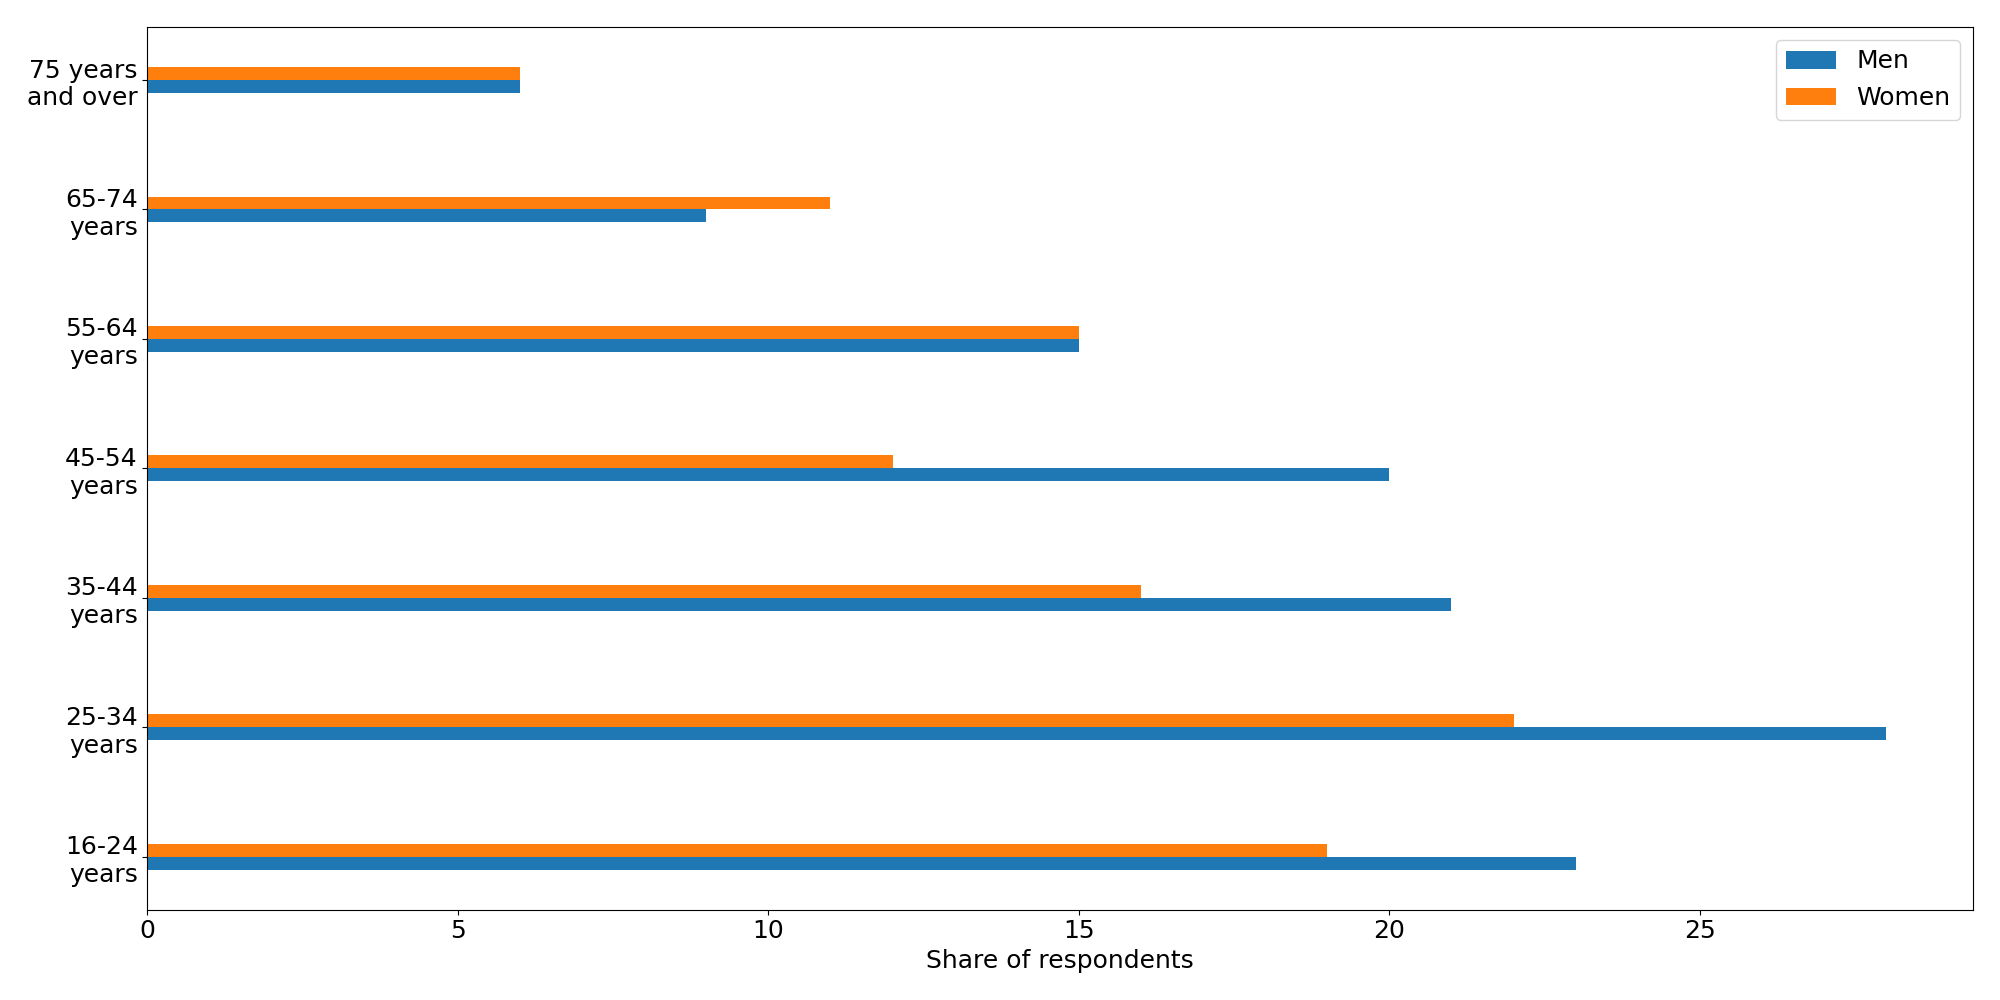 75 years
and over
65-74
years
55-64
years
45-54
years
35-44
years
25-34
years
16-24
years
0 5 10 15 20 25
Share of respondents
Men
Women